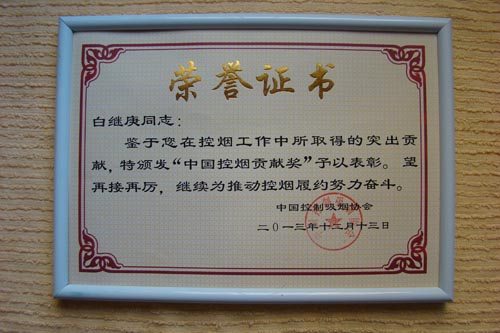 荣誉证书
白继庚同志：
鉴于您在控烟工作中所取得的突出贡
献，特颁发“中国控烟贡献奖”予以表彰。望
再接再厉，继续为推动控烟履约努力奋斗。
中国控制吸烟协会
二〇一三年十二月十三日